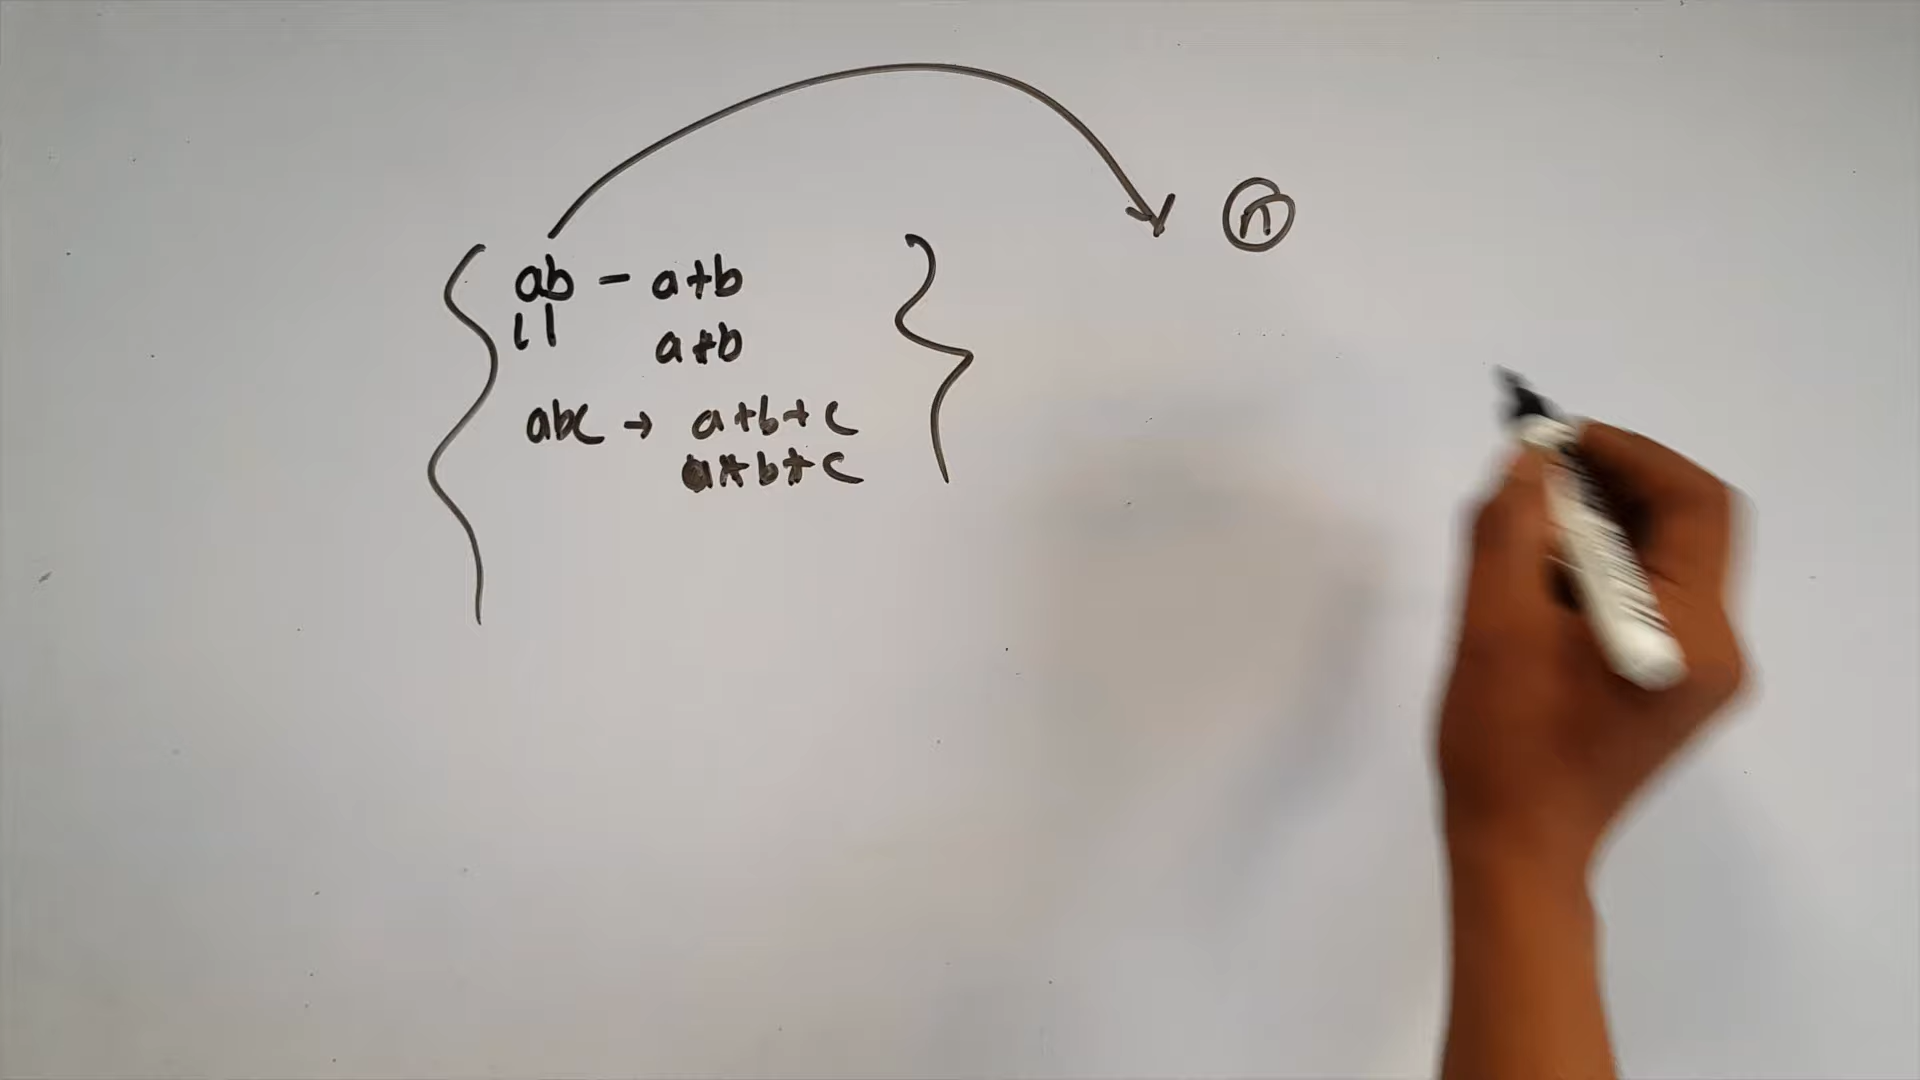 n
ab - a+b
a*b
abc → a+b+c
a*b*c